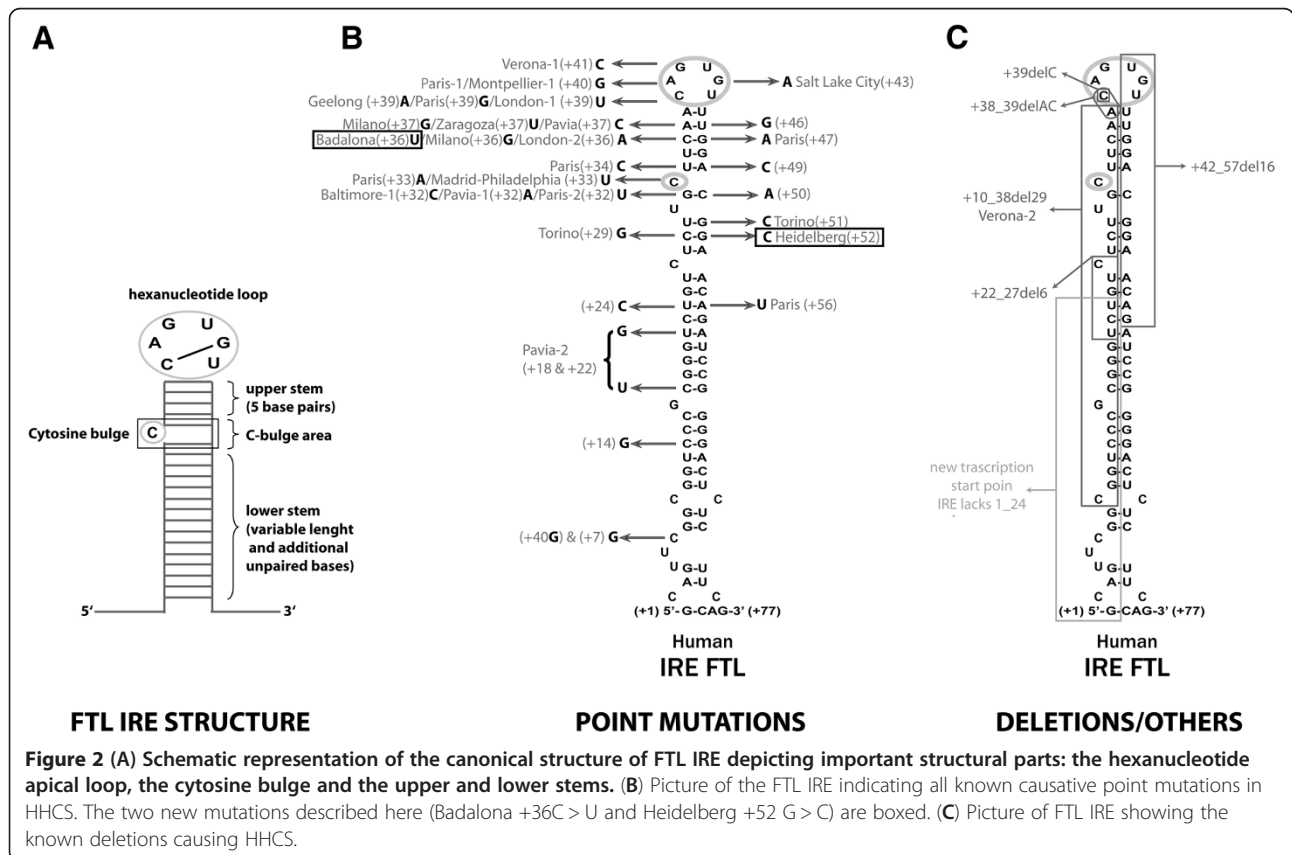 A
hexanucleotide loop
G U
A G
C U
upper stem
(5 base pairs)
Cytosine bulge
C
C-bulge area
lower stem
(variable lenght
and additional
unpaired bases)
5' 3'
FTL IRE STRUCTURE
B
Verona-1(+41) C
Paris-1/Montpellier-1 (+40) G
Geelong (+39)A/Paris(+39)G/London-1 (+39) U
Milano(+37)G/Zaragoza(+37)U/Pavia(+37) C
Badalona(+36)U/Milano(+36)G/London-2(+36) A
Paris(+34) C
Paris(+33)A/Madrid-Philadelphia (+33) U
Baltimore-1(+32)C/Pavia-1(+32)A/Paris-2(+32) U
Torino(+29) G
(+24) C
G
Pavia-2
(+18 & +22)
U
(+14) G
(+40G) & (+7) G
G U
A G
C U
A-U
A-U
C-G
U-G
U-A
C
G-C
U
U-G
C-G
U-A
C
U-A
G-C
U-A
C-G
U-A
G-U
G-C
G-C
C-G
G
C-G
C-G
C-G
U-A
G-C
G-U
C C
G-U
G-C
C
U
U G-U
A-U
C
(+1) 5'-G-CAG-3' (+77)
A Salt Lake City(+43)
G (+46)
A Paris(+47)
C (+49)
A (+50)
C Torino(+51)
C Heidelberg(+52)
U Paris (+56)
Human
IRE FTL
POINT MUTATIONS
C
+39delC
+38_39delAC
+10_38del29
Verona-2
+22_27del6
new trascription
start poin
IRE lacks 1_24
+42_57del16
G U
A G
C U
A U
A U
C G
U G
U A
C
G C
U
U G
C G
U A
C
U A
G C
U A
C G
U A
G U
G C
G C
C G
G
C G
C G
C G
U A
G C
G U
C C
G U
G C
C
U
U G U
A U
C
(+1) 5'-G-CAG-3' (+77)
Human
IRE FTL
DELETIONS/OTHERS
Figure 2 (A) Schematic representation of the canonical structure of FTL IRE depicting important structural parts: the hexanucleotide
apical loop, the cytosine bulge and the upper and lower stems. (B) Picture of the FTL IRE indicating all known causative point mutations in
HHCS. The two new mutations described here (Badalona +36C > U and Heidelberg +52 G > C) are boxed. (C) Picture of FTL IRE showing the
known deletions causing HHCS.